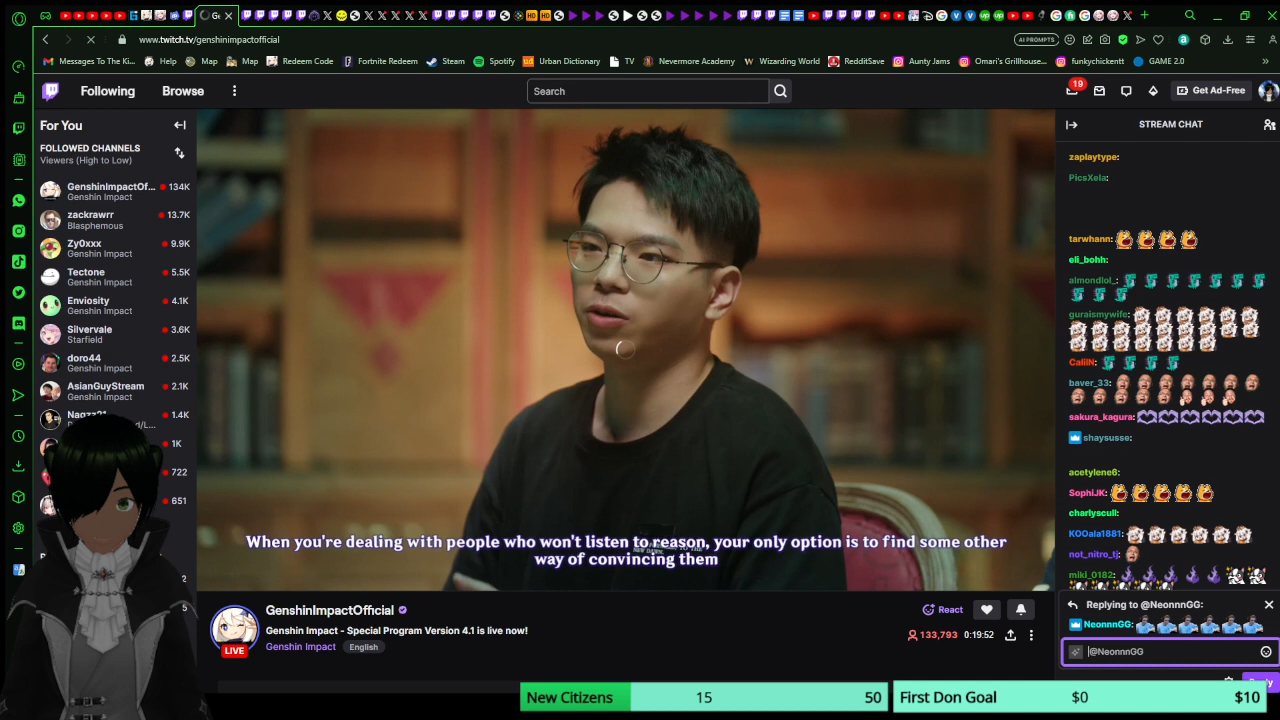 www.twitch.tv/genshinimpactofficial
AI PROMPTS
Messages To The Ki...
Help
Map
Map
Redeem Code
Fortnite Redeem
Steam
Spotify
Urban Dictionary
TV
Nevermore Academy
Wizarding World
RedditSave
Aunty Jams
Omari's Grillhouse...
funkychickentt
GAME 2.0
Following
Browse
Search
19
Get Ad-Free
For You
FOLLOWED CHANNELS
Viewers (High to Low)
GenshinImpactOf... 134K
Genshin Impact
zackrawrr 13.7K
Blasphemous
Zy0xxx 9.9K
Genshin Impact
Tectone 5.5K
Genshin Impact
Enviosity 4.1K
Genshin Impact
Silvervale 3.6K
Starfield
doro44 2.5K
Genshin Impact
AsianGuyStream 2.1K
Genshin Impact
1.4K
1K
722
651
STREAM CHAT
zaplaytype:
PicsXela:
tarwhann:
eli_bohh:
almondlol_:
guraismywife:
CalilN:
baver_33:
sakura_kagura:
shaysusse:
acetylene6:
SophiJK:
charlyscull:
KOOala1881:
not_nitro_tj:
miki_0182:
Replying to @NeonnnGG:
NeonnnGG:
@NeonnnGG
When you're dealing with people who won't listen to reason, your only option is to find some other
way of convincing them
GenshinImpactOfficial
React
Genshin Impact - Special Program Version 4.1 is live now!
133,793 0:19:52
Genshin Impact English
LIVE
New Citizens 15 50
First Don Goal $0 $10